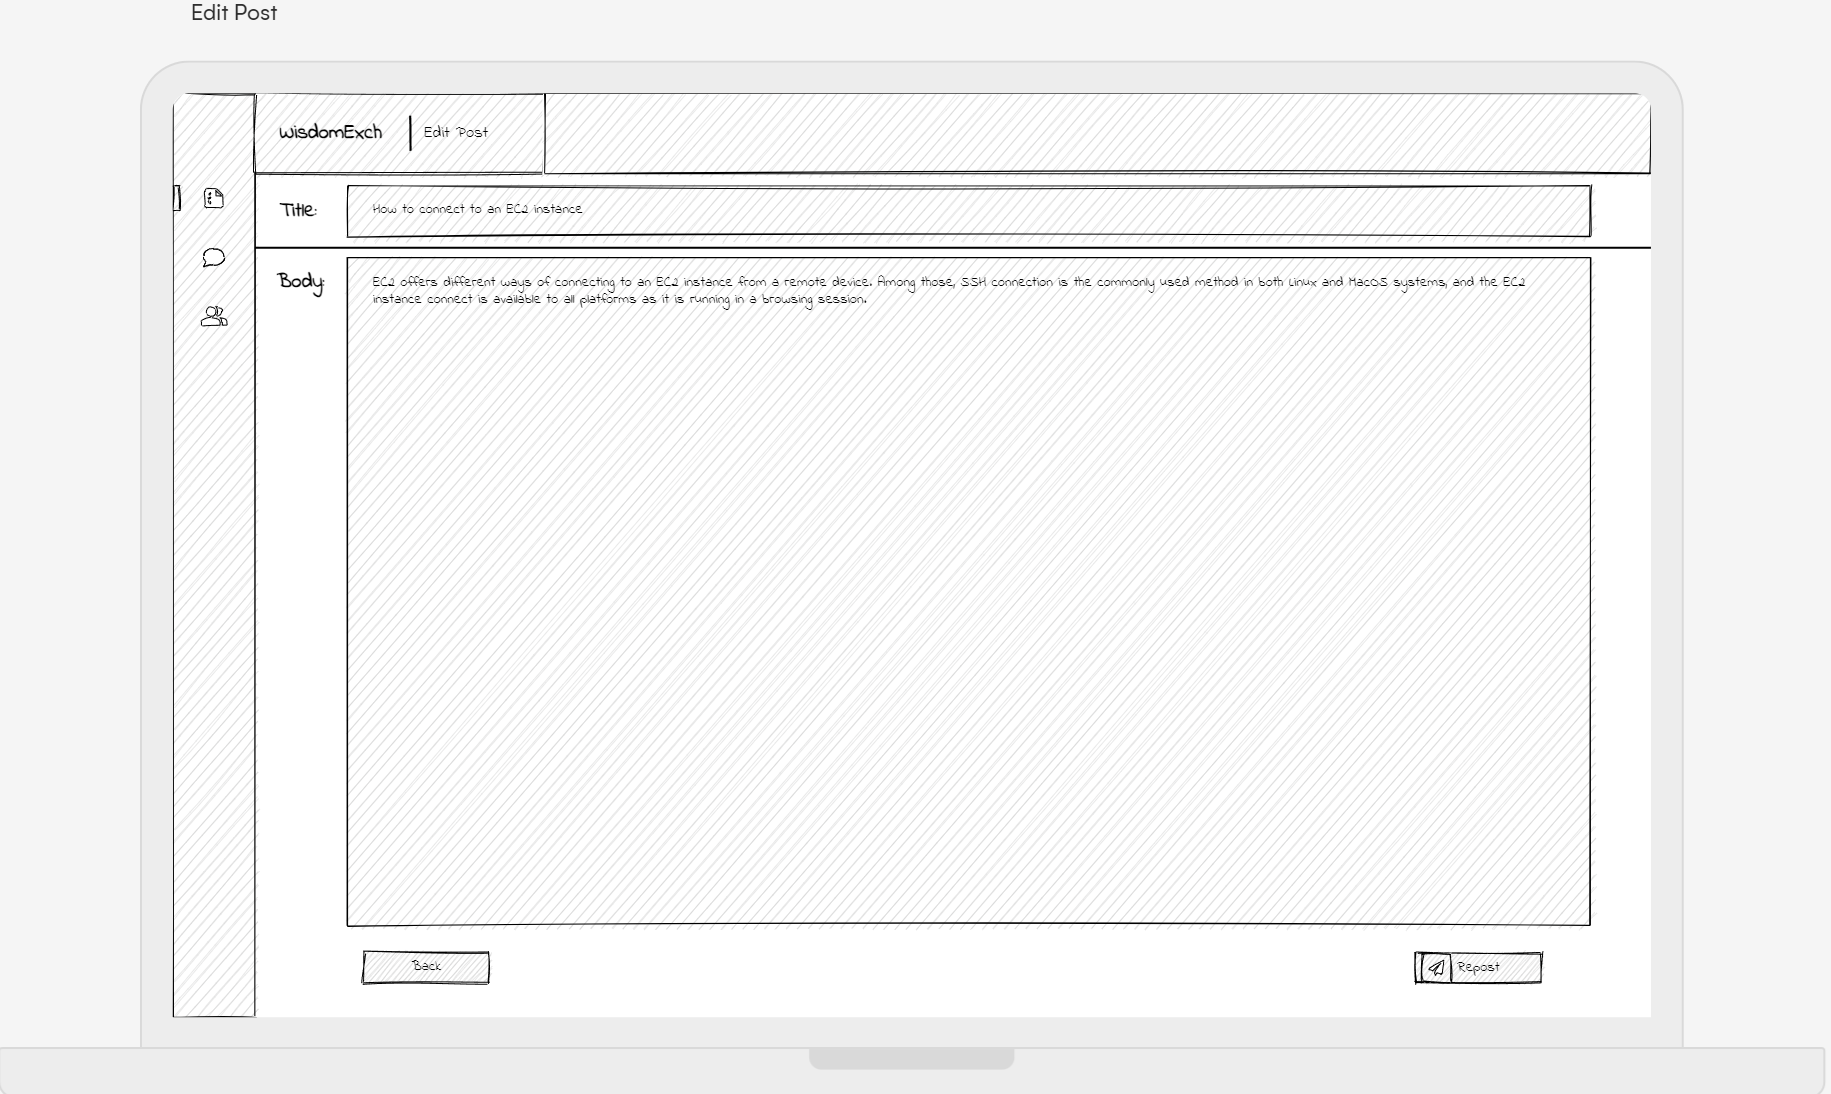 Edit Post
wisdomExch
Edit Post
Title:
How to connect to an EC2 instance
Body:
EC2 offers different ways of connecting to an EC2 instance from a remote device. Among those, SSH connection is the commonly used method in both Linux and MacOS systems, and the EC2
instance connect is available to all platforms as it is running in a browsing session.
Back
Repost